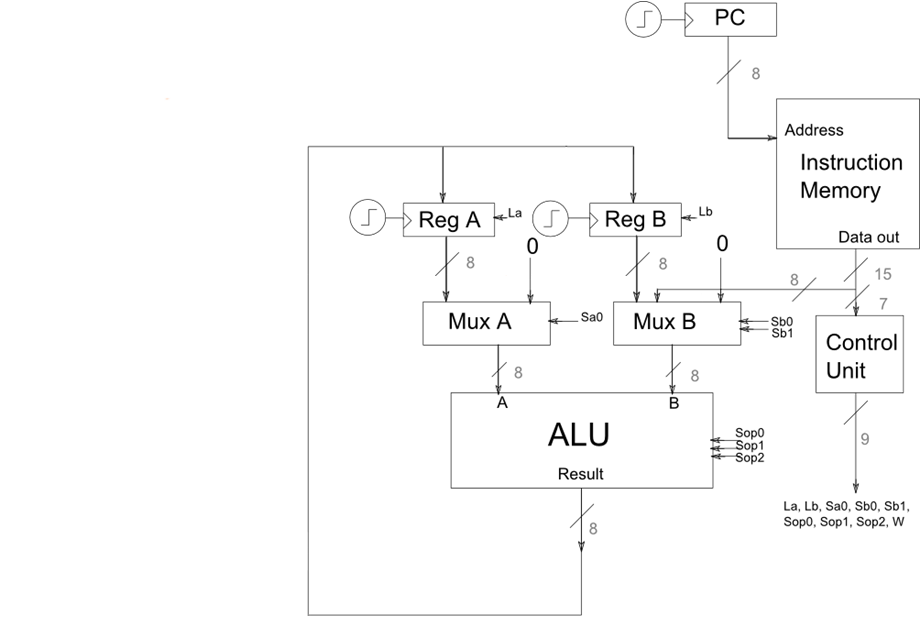 PC
8
Address
Instruction
Memory
Data out
15
8
7
Reg A
La
Reg B
Lb
8
0
8
0
Mux A
Sa0
Mux B
Sb0
Sb1
Control
Unit
8
8
A
B
ALU
Sop0
Sop1
Sop2
Result
9
8
La, Lb, Sa0, Sb0, Sb1,
Sop0, Sop1, Sop2, W